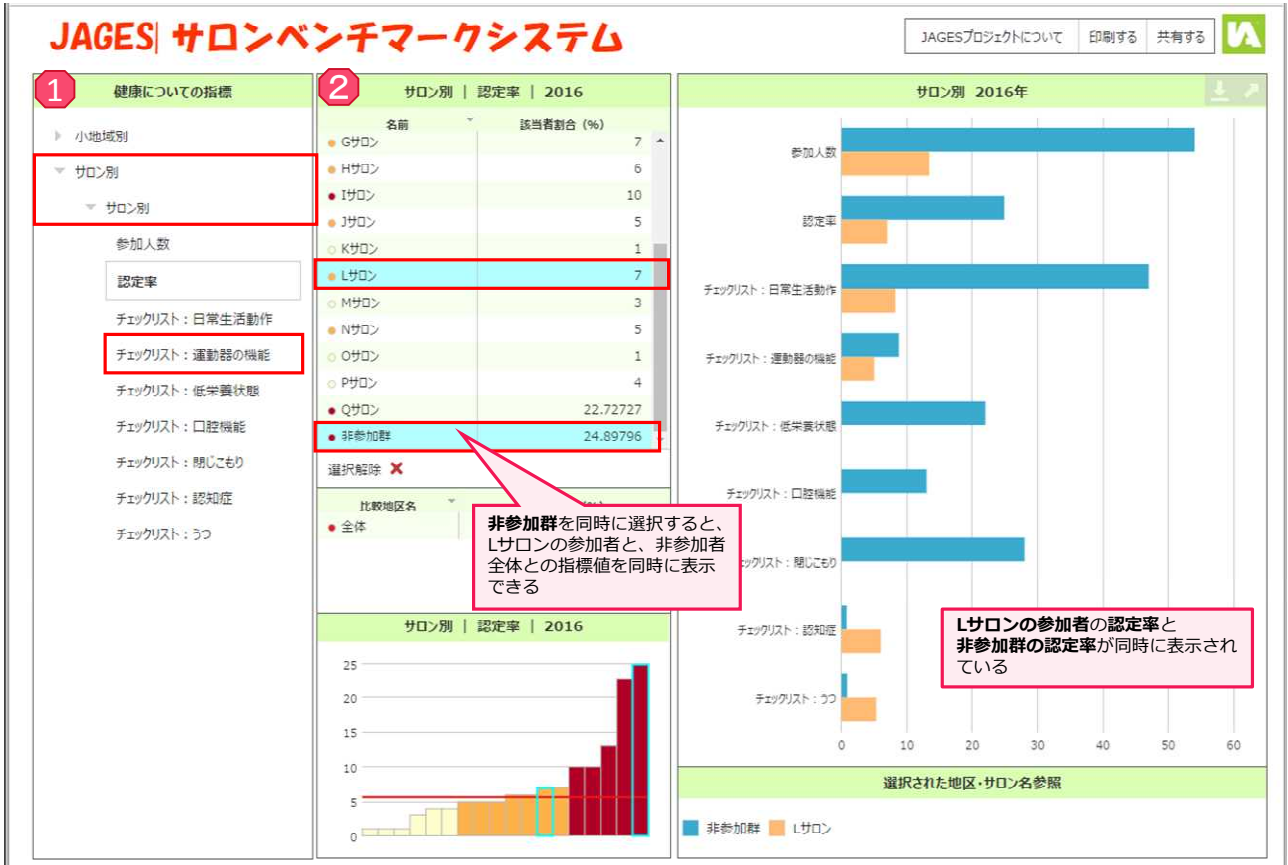 JAGES| サロンベンチマークシステム
JAGESプロジェクトについて 印刷する 共有する
1 健康についての指標
小地域別
サロン別
サロン別
参加人数
認定率
チェックリスト：日常生活動作
チェックリスト：運動器の機能
チェックリスト：低栄養状態
チェックリスト：口腔機能
チェックリスト：閉じこもり
チェックリスト：認知症
チェックリスト：うつ
2 サロン別 | 認定率 | 2016
名前 該当者割合（%）
Gサロン 7
Hサロン 6
Iサロン 10
Jサロン 5
Kサロン 1
Lサロン 7
Mサロン 3
Nサロン 5
Oサロン 1
Pサロン 4
Qサロン 22.72727
非参加群 24.89796
選択解除
比較地区名
全体
非参加群を同時に選択すると、
Lサロンの参加者と、非参加者
全体との指標値を同時に表示
できる
サロン別 | 認定率 | 2016
25
20
15
10
5
0
サロン別 2016年
参加人数
認定率
チェックリスト：日常生活動作
チェックリスト：運動器の機能
チェックリスト：低栄養状態
チェックリスト：口腔機能
ェックリスト：閉じこもり
チェックリスト：認知症
チェックリスト：うつ
0 10 20 30 40 50 60
Lサロンの参加者の認定率と
非参加群の認定率が同時に表示され
ている
選択された地区・サロン名参照
非参加群 Lサロン